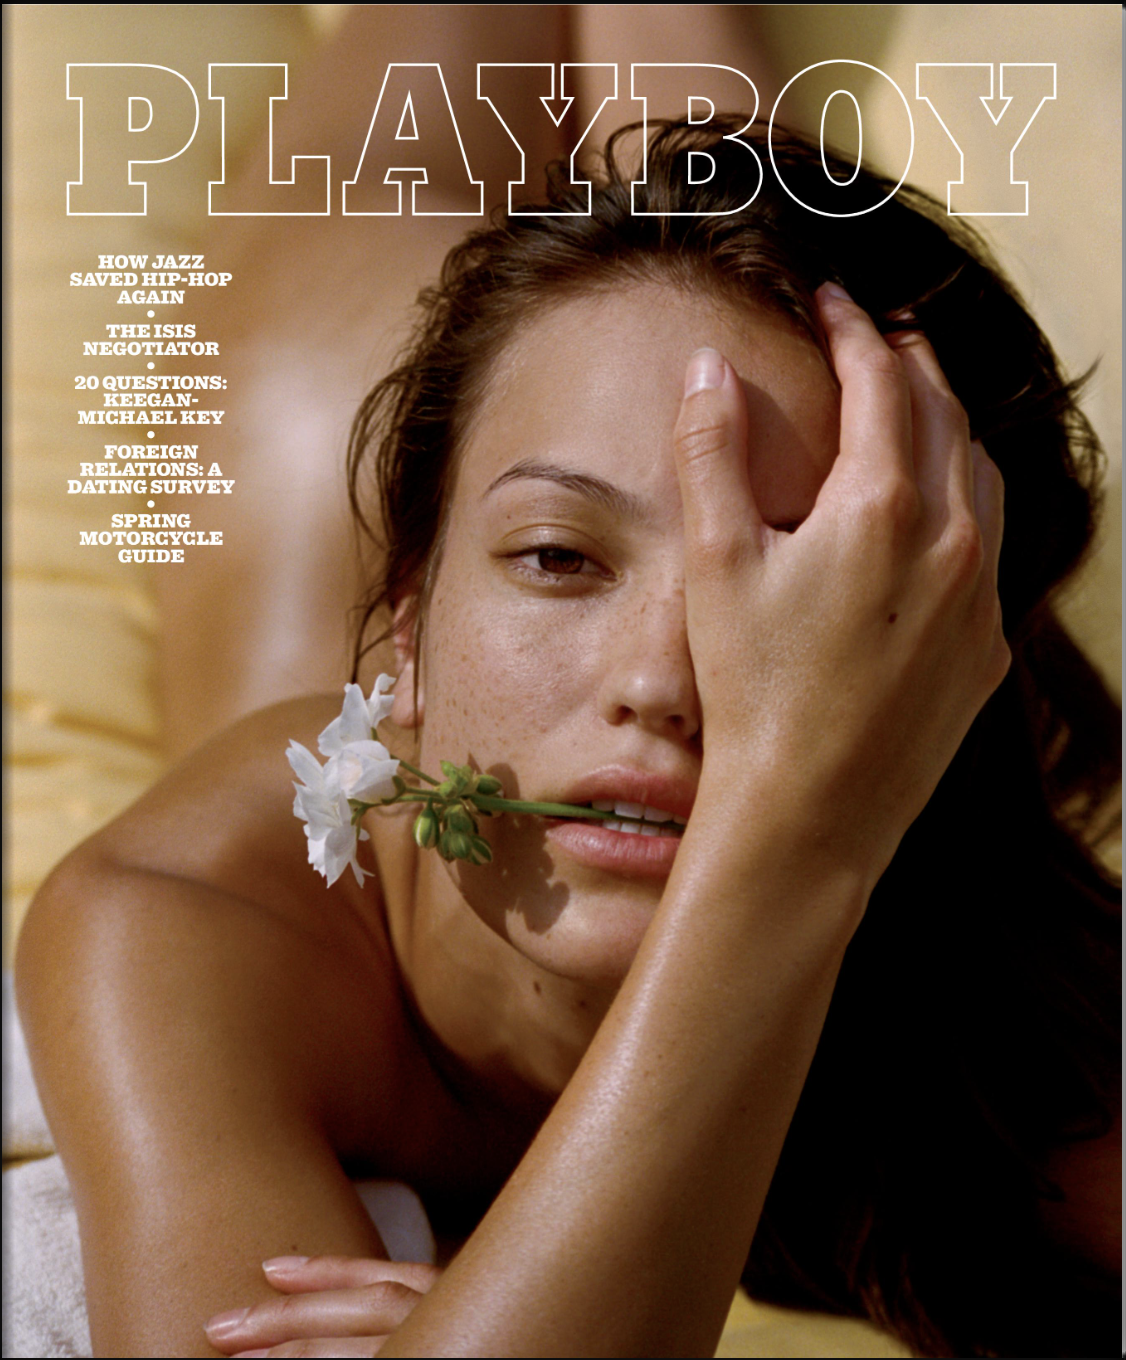 PLAYBOY
HOW JAZZ
SAVED HIP-HOP
AGAIN
•
THE ISIS
NEGOTIATOR
•
20 QUESTIONS:
KEEGAN-
MICHAEL KEY
•
FOREIGN
RELATIONS: A
DATING SURVEY
•
SPRING
MOTORCYCLE
GUIDE